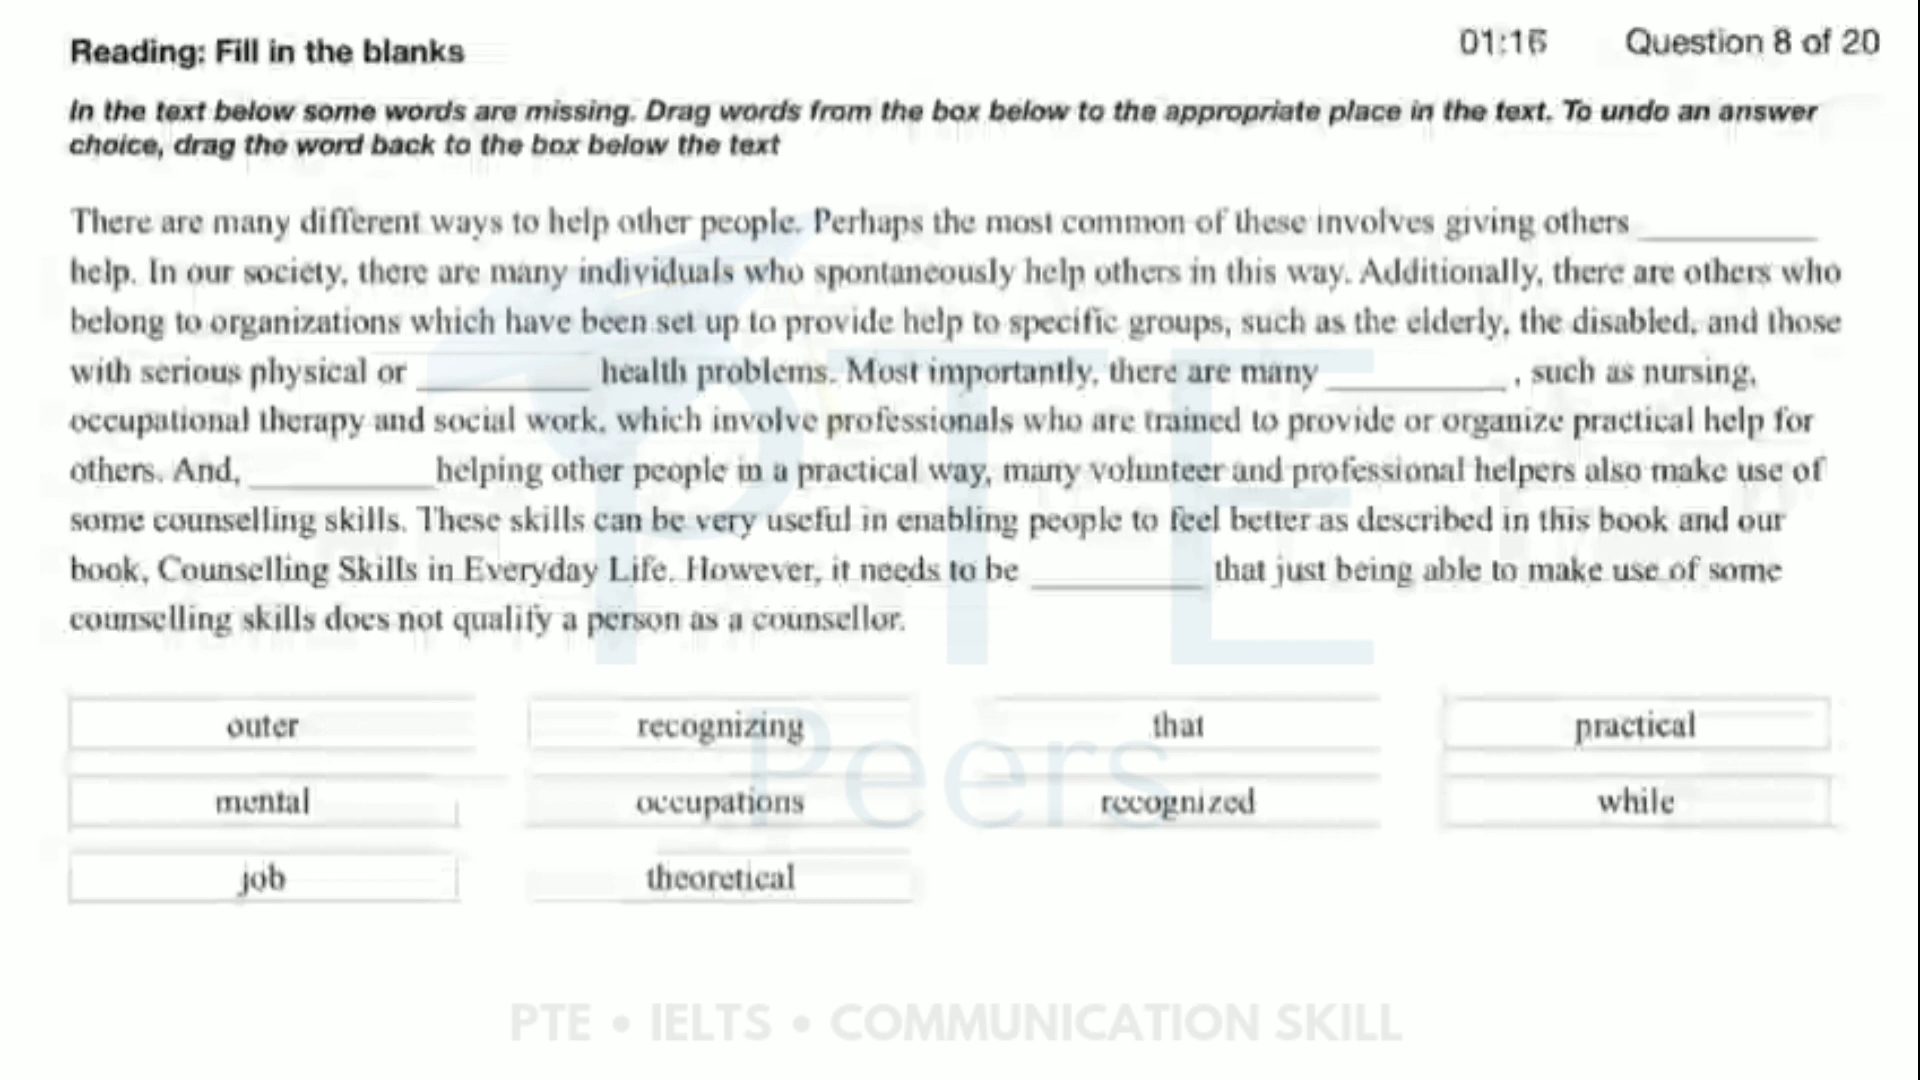 Reading: Fill in the blanks
01:16
Question 8 of 20
In the text below some words are missing. Drag words from the box below to the appropriate place in the text. To undo an answer
choice, drag the word back to the box below the text
There are many different ways to help other people. Perhaps the most common of these involves giving others ___________
help. In our society, there are many individuals who spontaneously help others in this way. Additionally, there are others who
belong to organizations which have been set up to provide help to specific groups, such as the elderly, the disabled, and those
with serious physical or ___________ health problems. Most importantly, there are many ___________ , such as nursing,
occupational therapy and social work, which involve professionals who are trained to provide or organize practical help for
others. And, ___________ helping other people in a practical way, many volunteer and professional helpers also make use of
some counselling skills. These skills can be very useful in enabling people to feel better as described in this book and our
book, Counselling Skills in Everyday Life. However, it needs to be ___________ that just being able to make use of some
counselling skills does not qualify a person as a counsellor.
outer recognizing that practical
mental occupations recognized while
job theoretical
PTE
Peers
PTE • IELTS • COMMUNICATION SKILL